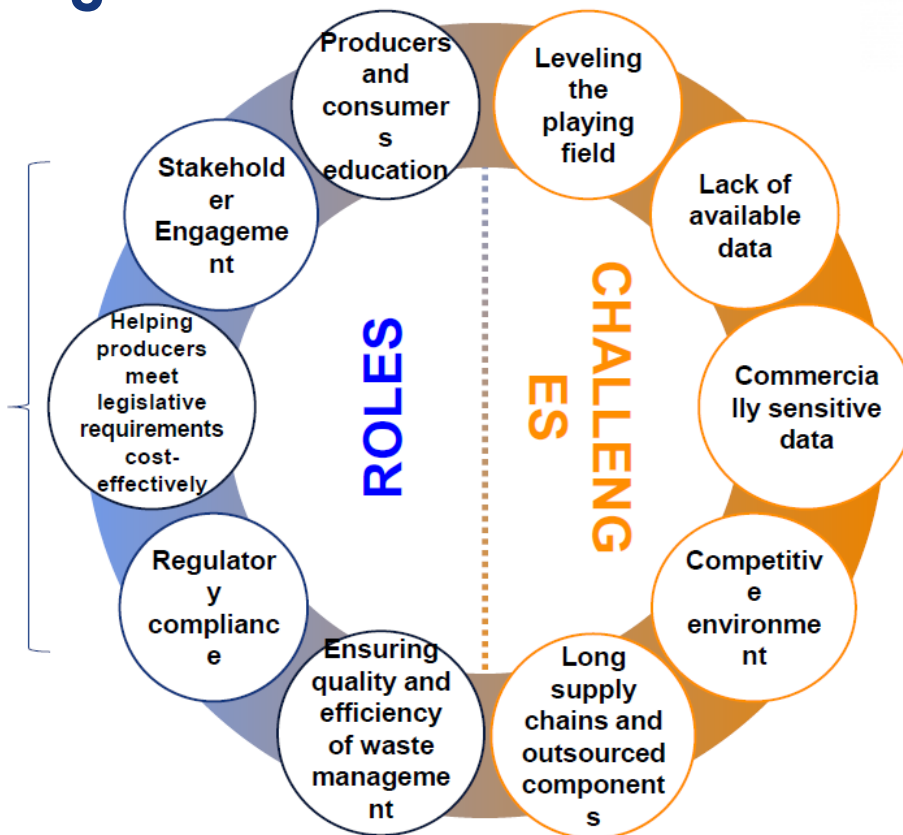 g
Producers
and
consumer
s
education
Stakehold
er
Engageme
nt
Helping
producers
meet
legislative
requirements
cost-
effectively
Regulator
y
complianc
e
Ensuring
quality and
efficiency
of waste
manageme
nt
ROLES
CHALLENG
ES
Leveling
the
playing
field
Lack of
available
data
Commercia
lly sensitive
data
Competitiv
e
environme
nt
Long
supply
chains and
outsourced
component
s